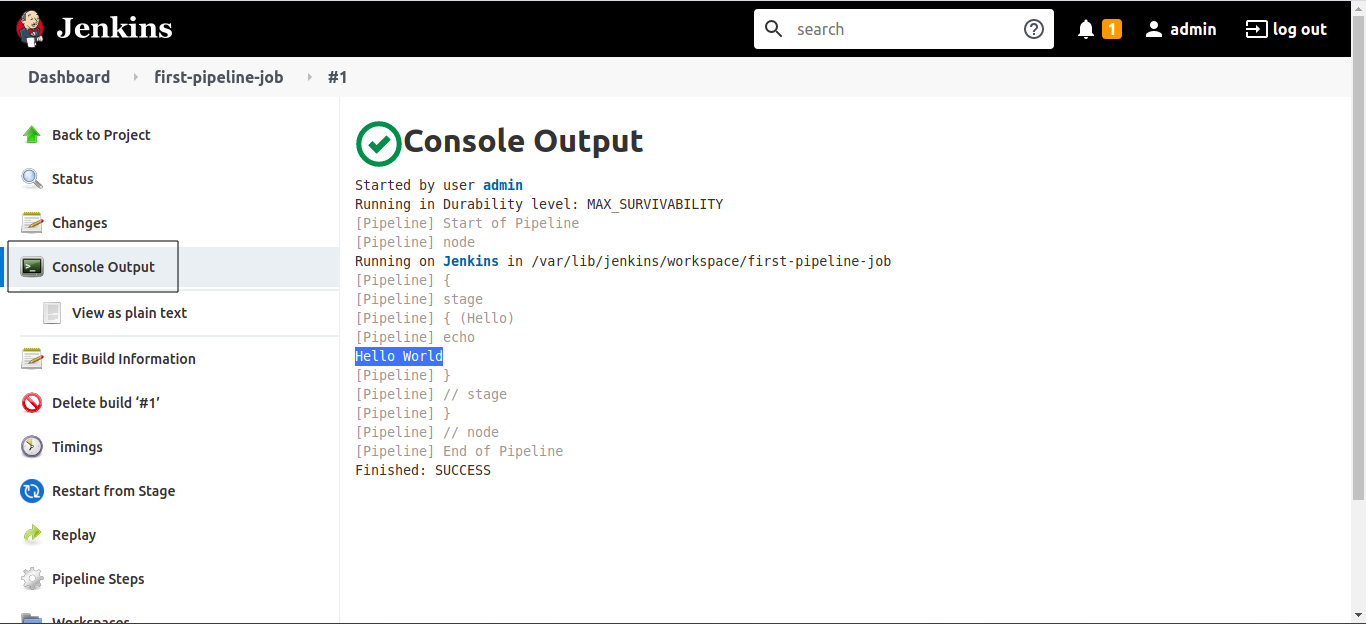 Jenkins
search
1
admin
log out
Dashboard
first-pipeline-job
#1
Back to Project
Status
Changes
Console Output
View as plain text
Edit Build Information
Delete build ‘#1’
Timings
Restart from Stage
Replay
Pipeline Steps
Workspaces
Console Output
Started by user admin
Running in Durability level: MAX_SURVIVABILITY
[Pipeline] Start of Pipeline
[Pipeline] node
Running on Jenkins in /var/lib/jenkins/workspace/first-pipeline-job
[Pipeline] {
[Pipeline] stage
[Pipeline] { (Hello)
[Pipeline] echo
Hello World
[Pipeline] }
[Pipeline] // stage
[Pipeline] }
[Pipeline] // node
[Pipeline] End of Pipeline
Finished: SUCCESS